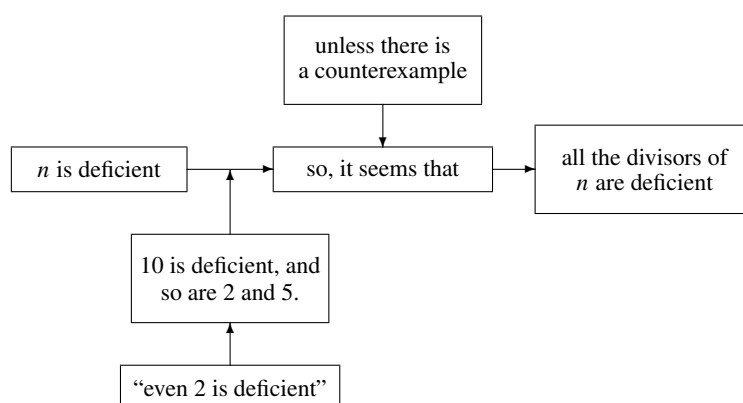 unless there is
a counterexample
n is deficient
so, it seems that
all the divisors of
n are deficient
10 is deficient, and
so are 2 and 5.
“even 2 is deficient”